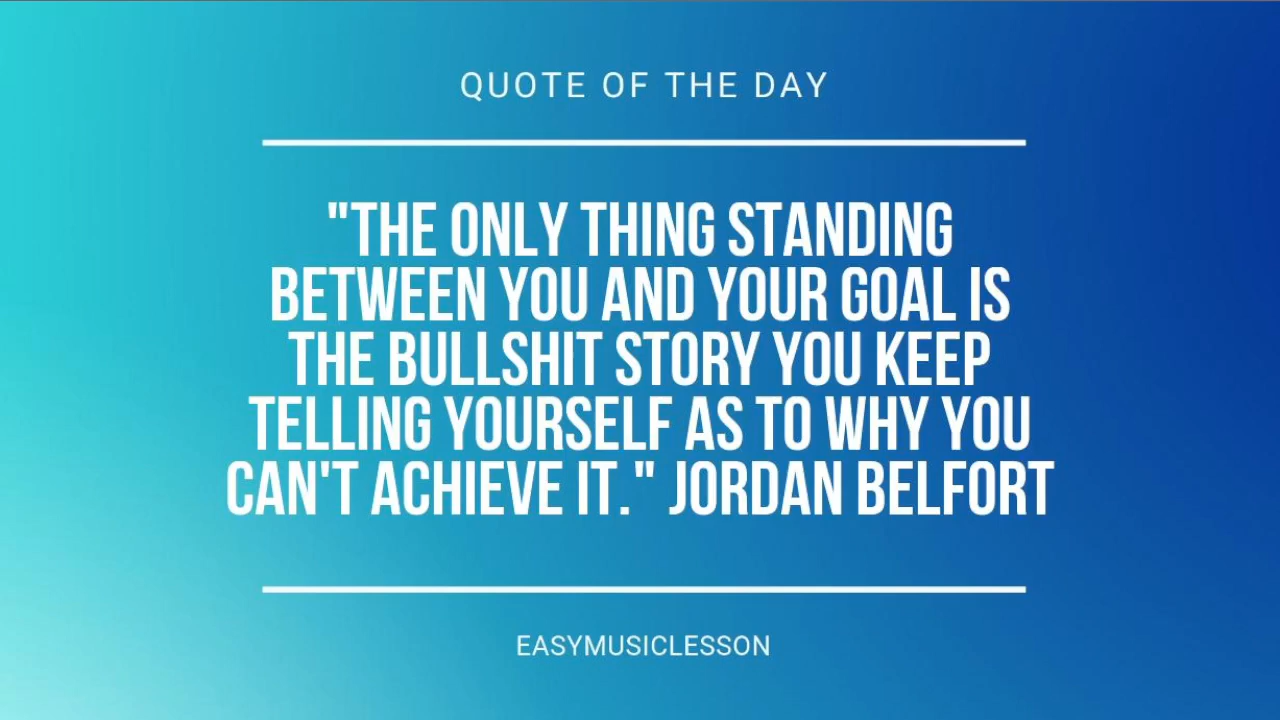 QUOTE OF THE DAY
"THE ONLY THING STANDING
BETWEEN YOU AND YOUR GOAL IS
THE BULLSHIT STORY YOU KEEP
TELLING YOURSELF AS TO WHY YOU
CAN'T ACHIEVE IT." JORDAN BELFORT
EASYMUSICLESSON